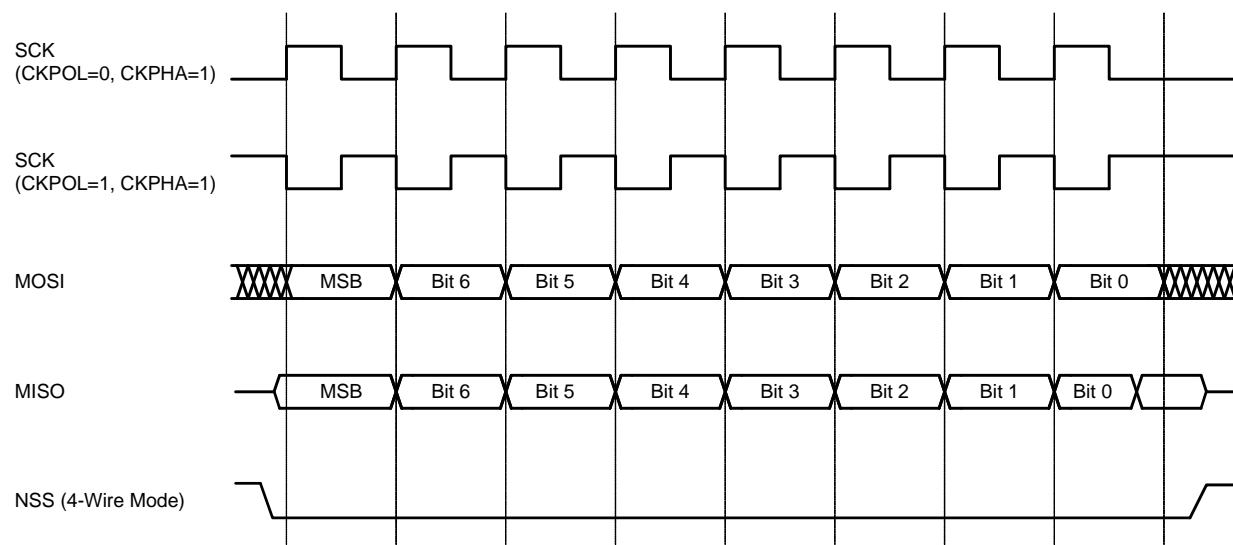 SCK
(CKPOL=0, CKPHA=1)
SCK
(CKPOL=1, CKPHA=1)
MOSI
MSB Bit 6 Bit 5 Bit 4 Bit 3 Bit 2 Bit 1 Bit 0
MISO
MSB Bit 6 Bit 5 Bit 4 Bit 3 Bit 2 Bit 1 Bit 0
NSS (4-Wire Mode)